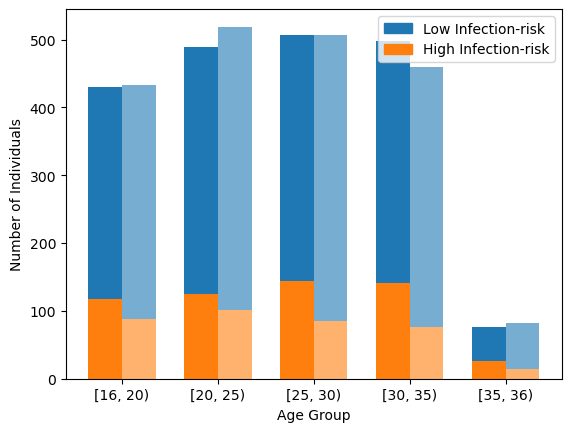 500
400
300
200
100
0
Number of Individuals
Low Infection-risk
High Infection-risk
[16, 20)
[20, 25)
[25, 30)
[30, 35)
[35, 36)
Age Group